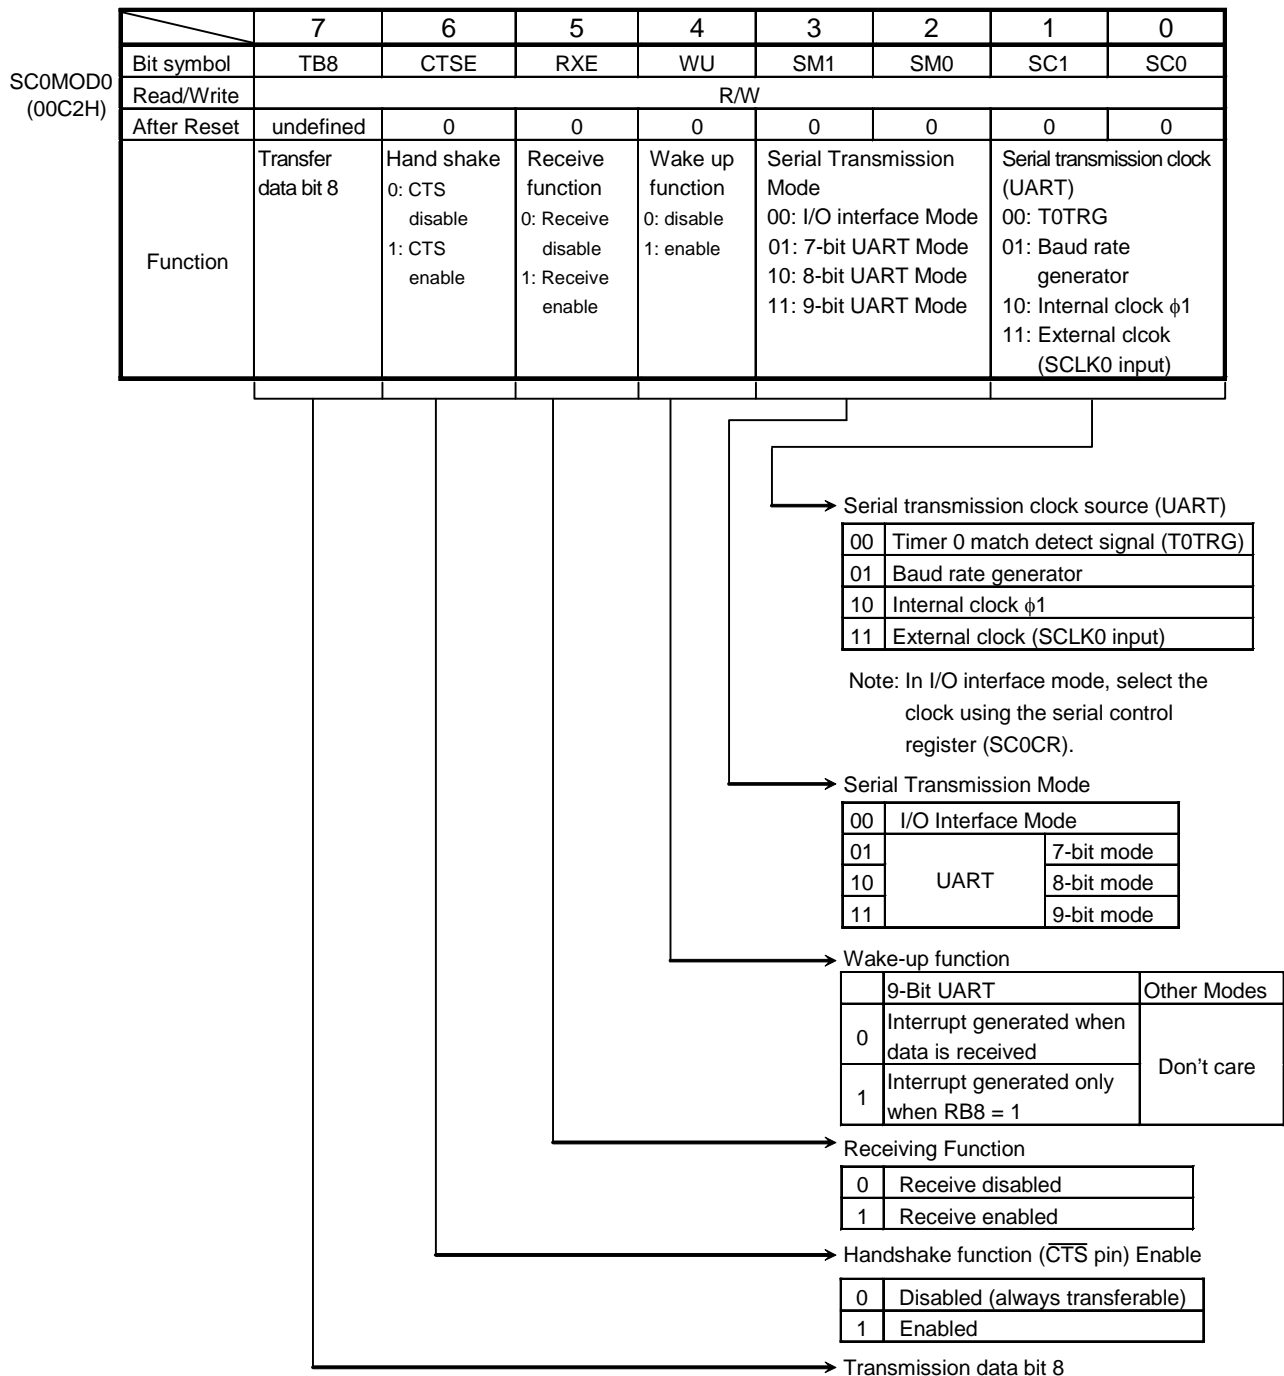 7 6 5 4 3 2 1 0
SC0MOD0
(00C2H)
Bit symbol TB8 CTSE RXE WU SM1 SM0 SC1 SC0
Read/Write R/W
After Reset undefined 0 0 0 0 0 0 0
Function
Transfer
data bit 8
Hand shake
0: CTS
disable
1: CTS
enable
Receive
function
0: Receive
disable
1: Receive
enable
Wake up
function
0: disable
1: enable
Serial Transmission
Mode
00: I/O interface Mode
01: 7-bit UART Mode
10: 8-bit UART Mode
11: 9-bit UART Mode
Serial transmission clock
(UART)
00: T0TRG
01: Baud rate
generator
10: Internal clock ϕ1
11: External clcok
(SCLK0 input)
Serial transmission clock source (UART)
00 Timer 0 match detect signal (T0TRG)
01 Baud rate generator
10 Internal clock ϕ1
11 External clock (SCLK0 input)
Note: In I/O interface mode, select the
clock using the serial control
register (SC0CR).
Serial Transmission Mode
00 I/O Interface Mode
01 7-bit mode
10 UART 8-bit mode
11 9-bit mode
Wake-up function
9-Bit UART Other Modes
0 Interrupt generated when
data is received
Don't care
1 Interrupt generated only
when RB8 = 1
Receiving Function
0 Receive disabled
1 Receive enabled
Handshake function (C̅T̅S̅ pin) Enable
0 Disabled (always transferable)
1 Enabled
Transmission data bit 8